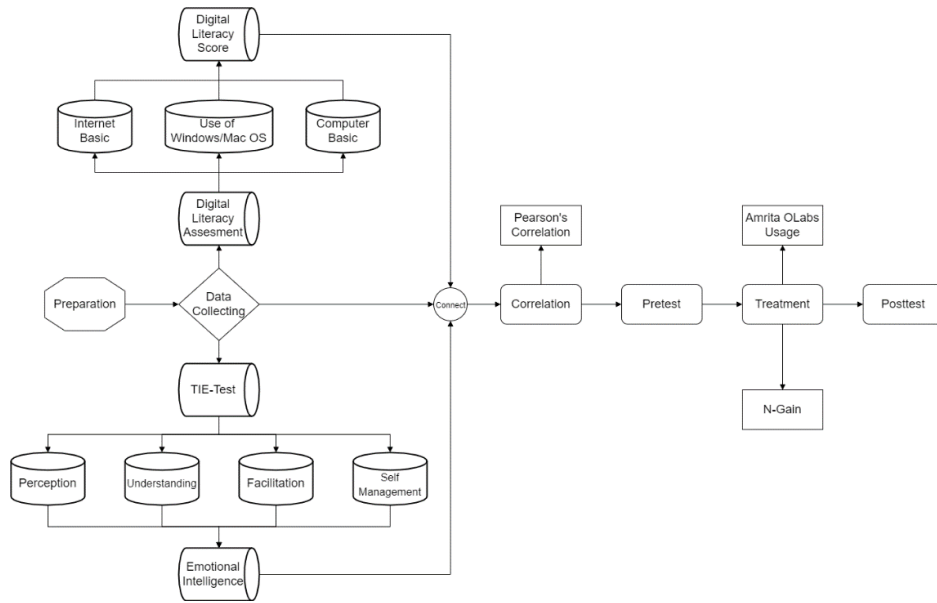 Digital
Literacy
Score
Internet
Basic
Use of
Windows/Mac OS
Computer
Basic
Digital
Literacy
Assesment
Pearson's
Correlation
Amrita OLabs
Usage
Preparation
Data
Collecting
Connect
Correlation
Pretest
Treatment
Posttest
TIE-Test
N-Gain
Perception
Understanding
Facilitation
Self
Management
Emotional
Intelligence